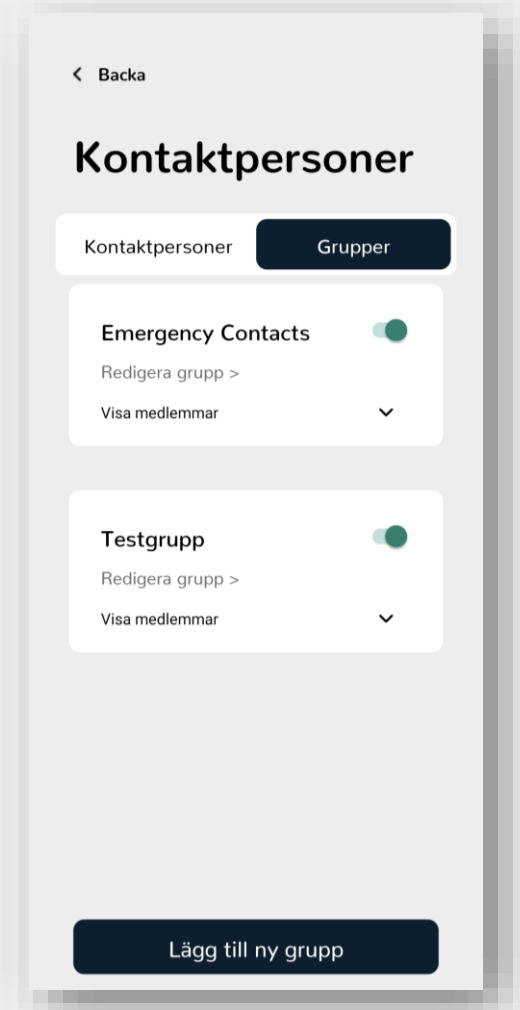 Backa
Kontaktpersoner
Kontaktpersoner Grupper
Emergency Contacts
Redigera grupp >
Visa medlemmar
Testgrupp
Redigera grupp >
Visa medlemmar
Lägg till ny grupp